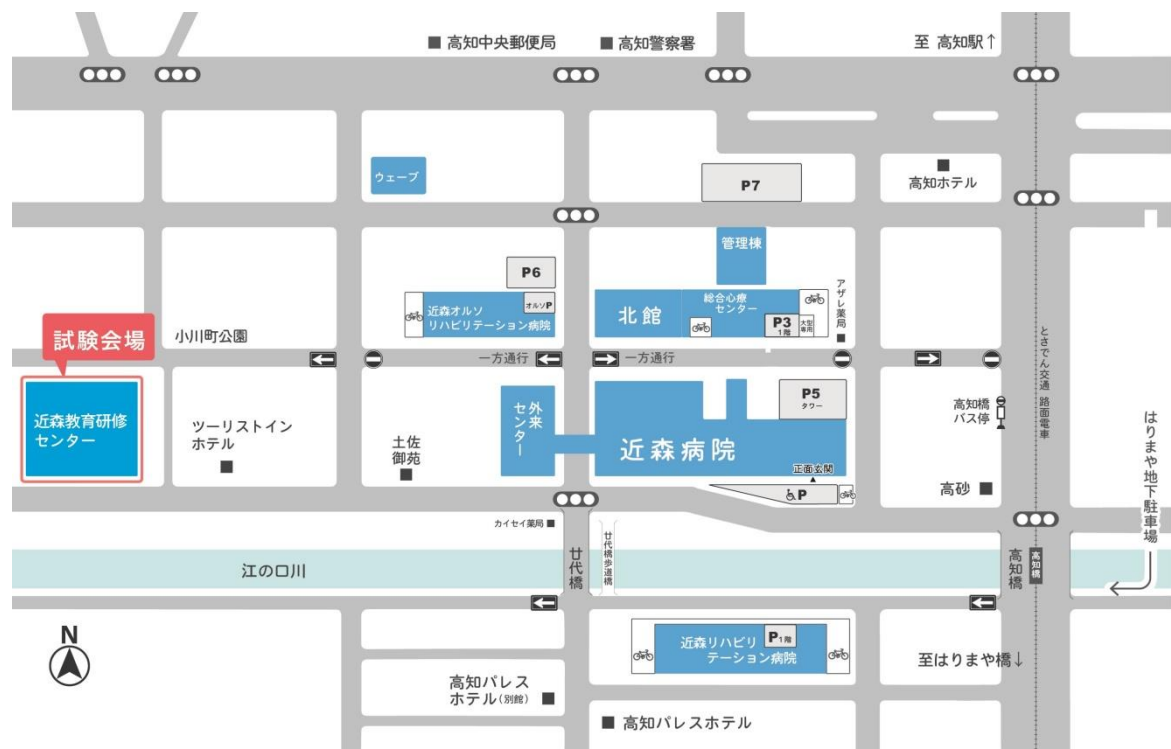 高知中央郵便局
高知警察署
至 高知駅↑
ウェーブ
P7
高知ホテル
管理棟
P6
オルソP
近森オルソ
リハビリテーション病院
北館
総合心療
センター
P3
1階
大型
専用
アザレ薬局
小川町公園
試験会場
一方通行
一方通行
とさでん交通 路面電車
近森教育研修
センター
ツーリストイン
ホテル
土佐
御苑
外来
センター
P5
タワー
近森病院
正面玄関
P
高知橋
バス停
高砂
はりまや地下駐車場
カイセイ薬局
江の口川
廿代橋
廿代橋歩道橋
高知橋
高知橋
N
近森リハビリ
テーション病院
P1階
至はりまや橋↓
高知パレス
ホテル(別館)
高知パレスホテル